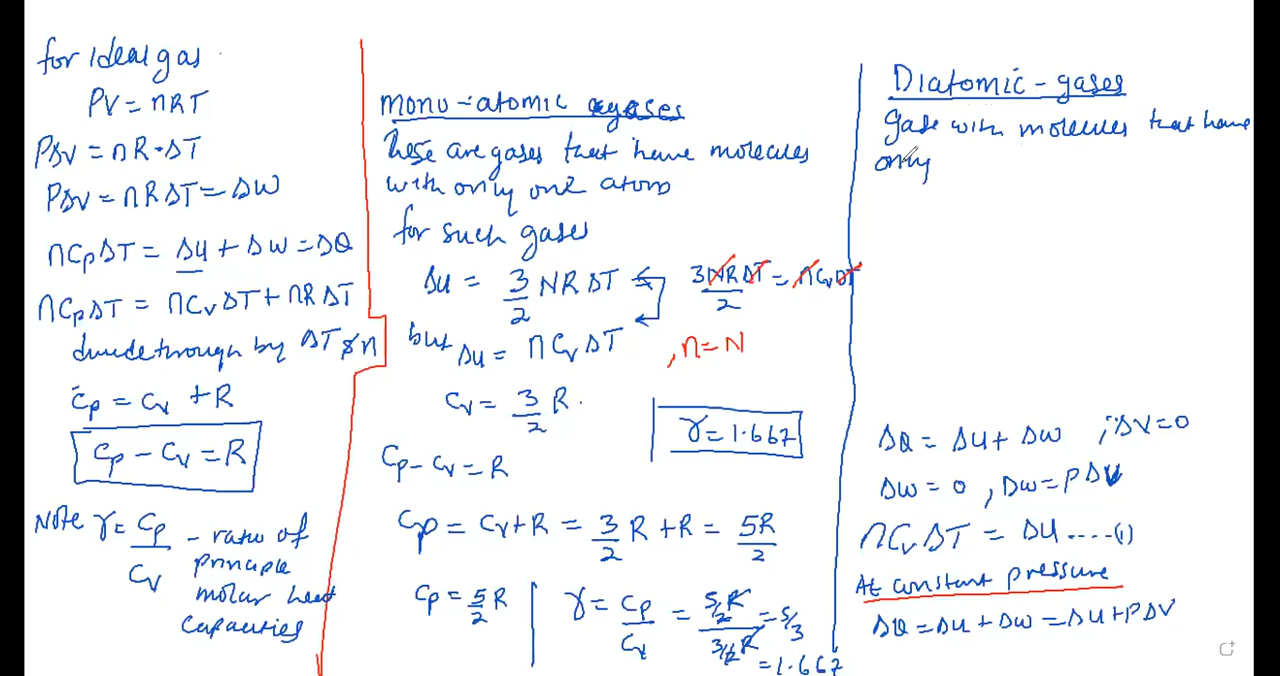 for ideal gas
PV = nRT
PΔV = nR·ΔT
PΔV = nRΔT = ΔW
nCpΔT = Δu + ΔW = ΔQ
nCpΔT = nCvΔT + nRΔT
divide through by ΔT & n
Cp = Cv + R
Cp − Cv = R
Note γ = Cp/Cv – ratio of
principle
molar heat
capacities
mono-atomic gases
These are gases that have molecules
with only one atom
for such gases
Δu = 3/2 NRΔT
3NRΔT/2 = nCvΔT
but Δu = nCvΔT , n = N
Cv = 3/2 R.
γ = 1.667
Cp − Cv = R
Cp = Cv + R = 3/2 R + R = 5R/2
Cp = 5/2 R
γ = Cp/Cv = 5/2R / 3/2R = 5/3
= 1.667
Diatomic-gases
gase with molecules that have
only
ΔQ = Δu + Δw , ΔV = 0
Δw = 0 , Δw = PΔV
nCvΔT = Δu ....(1)
At constant pressure
ΔQ = Δu + Δw = Δu + PΔV